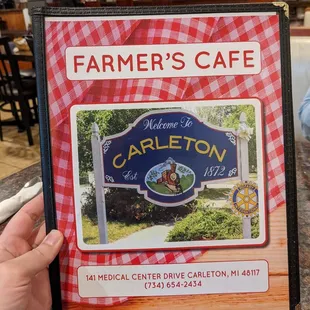 FARMER'S CAFE
Welcome To
CARLETON
Est 1872
141 MEDICAL CENTER DRIVE CARLETON, MI 48117
(734) 654-2434